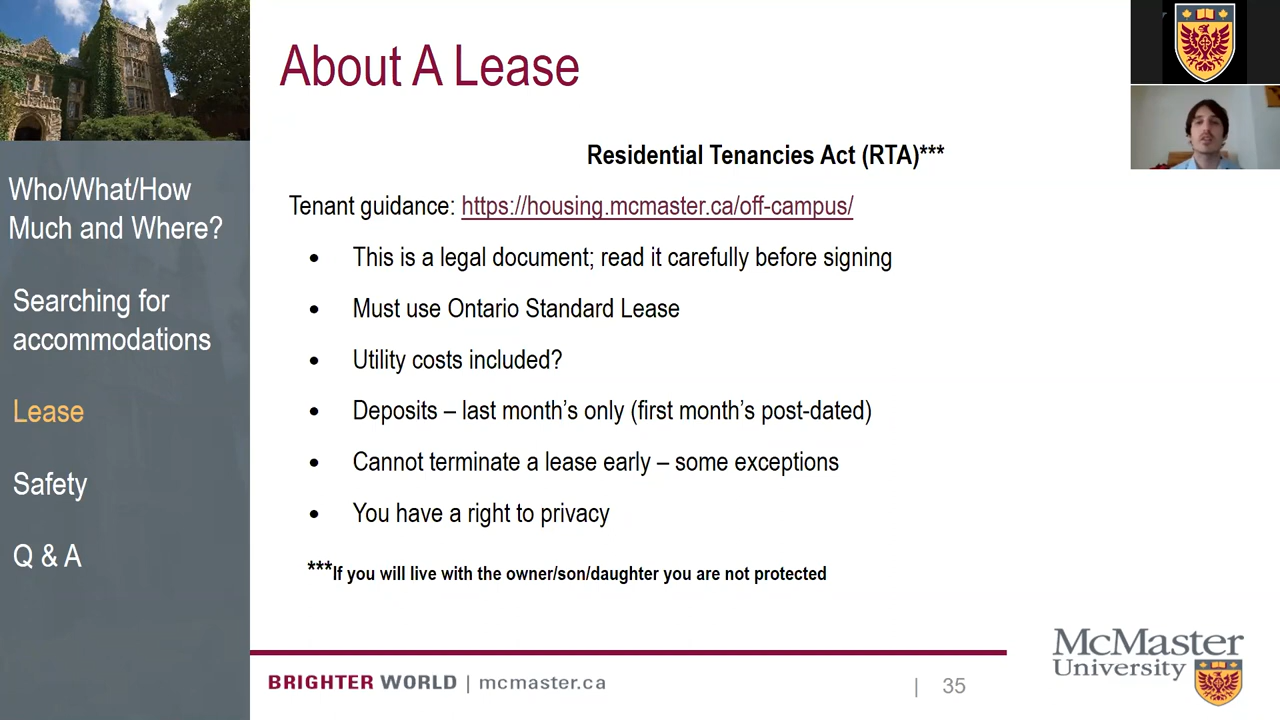 About A Lease
Who/What/How
Much and Where?
Searching for
accommodations
Lease
Safety
Q & A
Residential Tenancies Act (RTA)***
Tenant guidance: https://housing.mcmaster.ca/off-campus/
• This is a legal document; read it carefully before signing
• Must use Ontario Standard Lease
• Utility costs included?
• Deposits – last month’s only (first month’s post-dated)
• Cannot terminate a lease early – some exceptions
• You have a right to privacy
***If you will live with the owner/son/daughter you are not protected
BRIGHTER WORLD | mcmaster.ca
| 35
McMaster
University